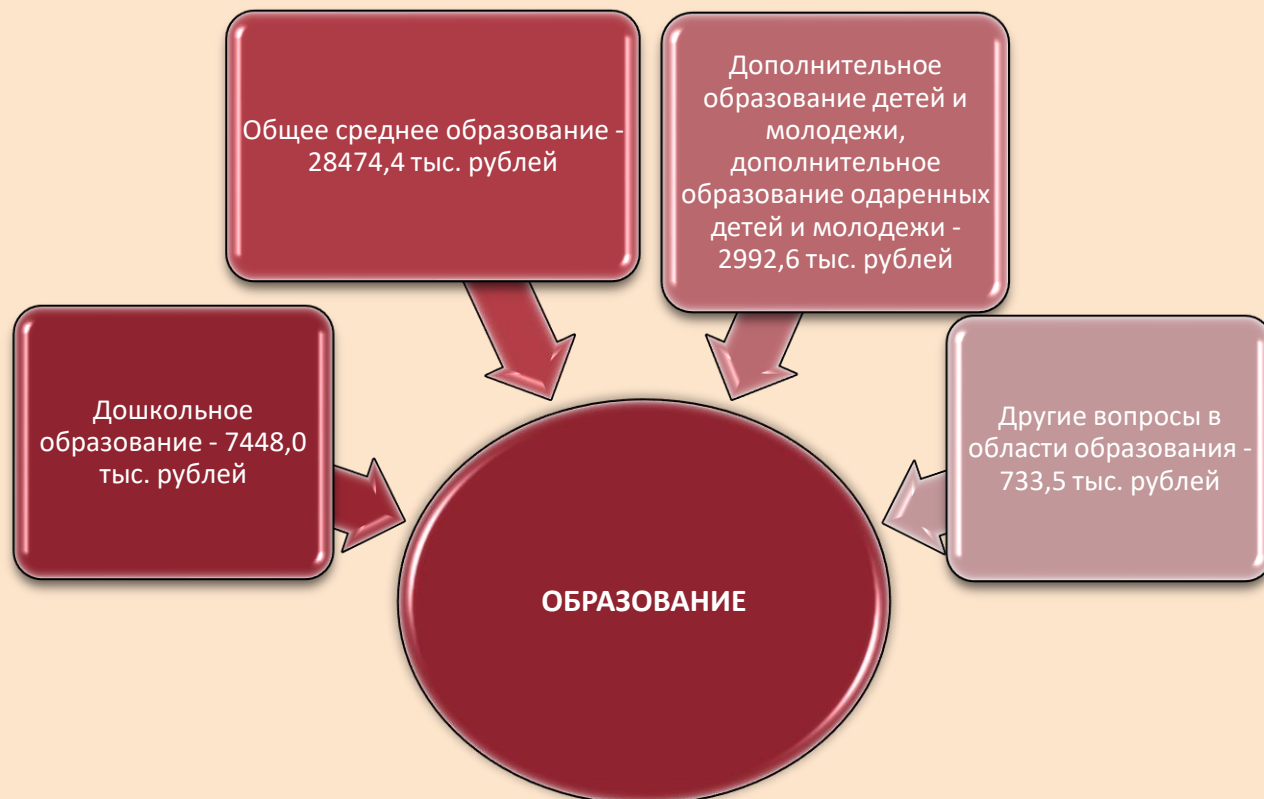 Общее среднее образование -
28474,4 тыс. рублей
Дополнительное
образование детей и
молодежи,
дополнительное
образование одаренных
детей и молодежи -
2992,6 тыс. рублей
Дошкольное
образование - 7448,0
тыс. рублей
Другие вопросы в
области образования -
733,5 тыс. рублей
ОБРАЗОВАНИЕ